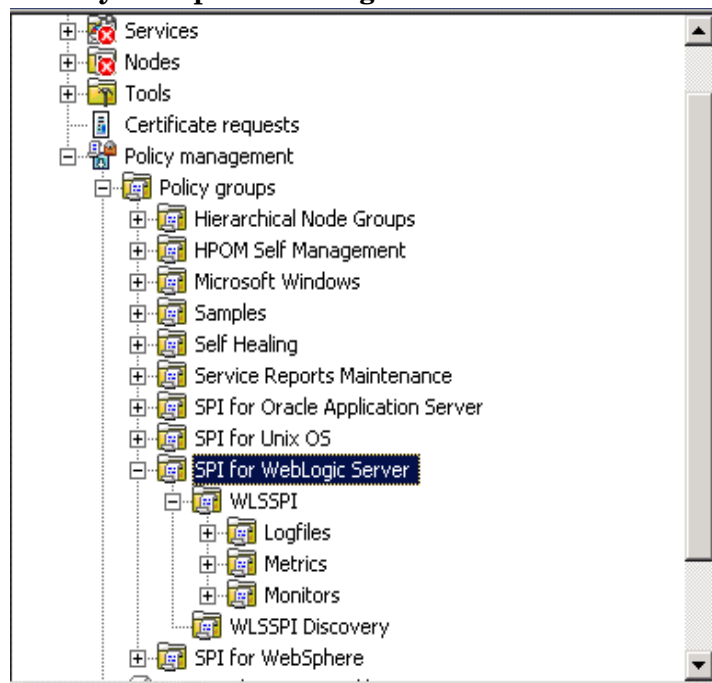 Services
Nodes
Tools
Certificate requests
Policy management
Policy groups
Hierarchical Node Groups
HPOM Self Management
Microsoft Windows
Samples
Self Healing
Service Reports Maintenance
SPI for Oracle Application Server
SPI for Unix OS
SPI for WebLogic Server
WLSSPI
Logfiles
Metrics
Monitors
WLSSPI Discovery
SPI for WebSphere